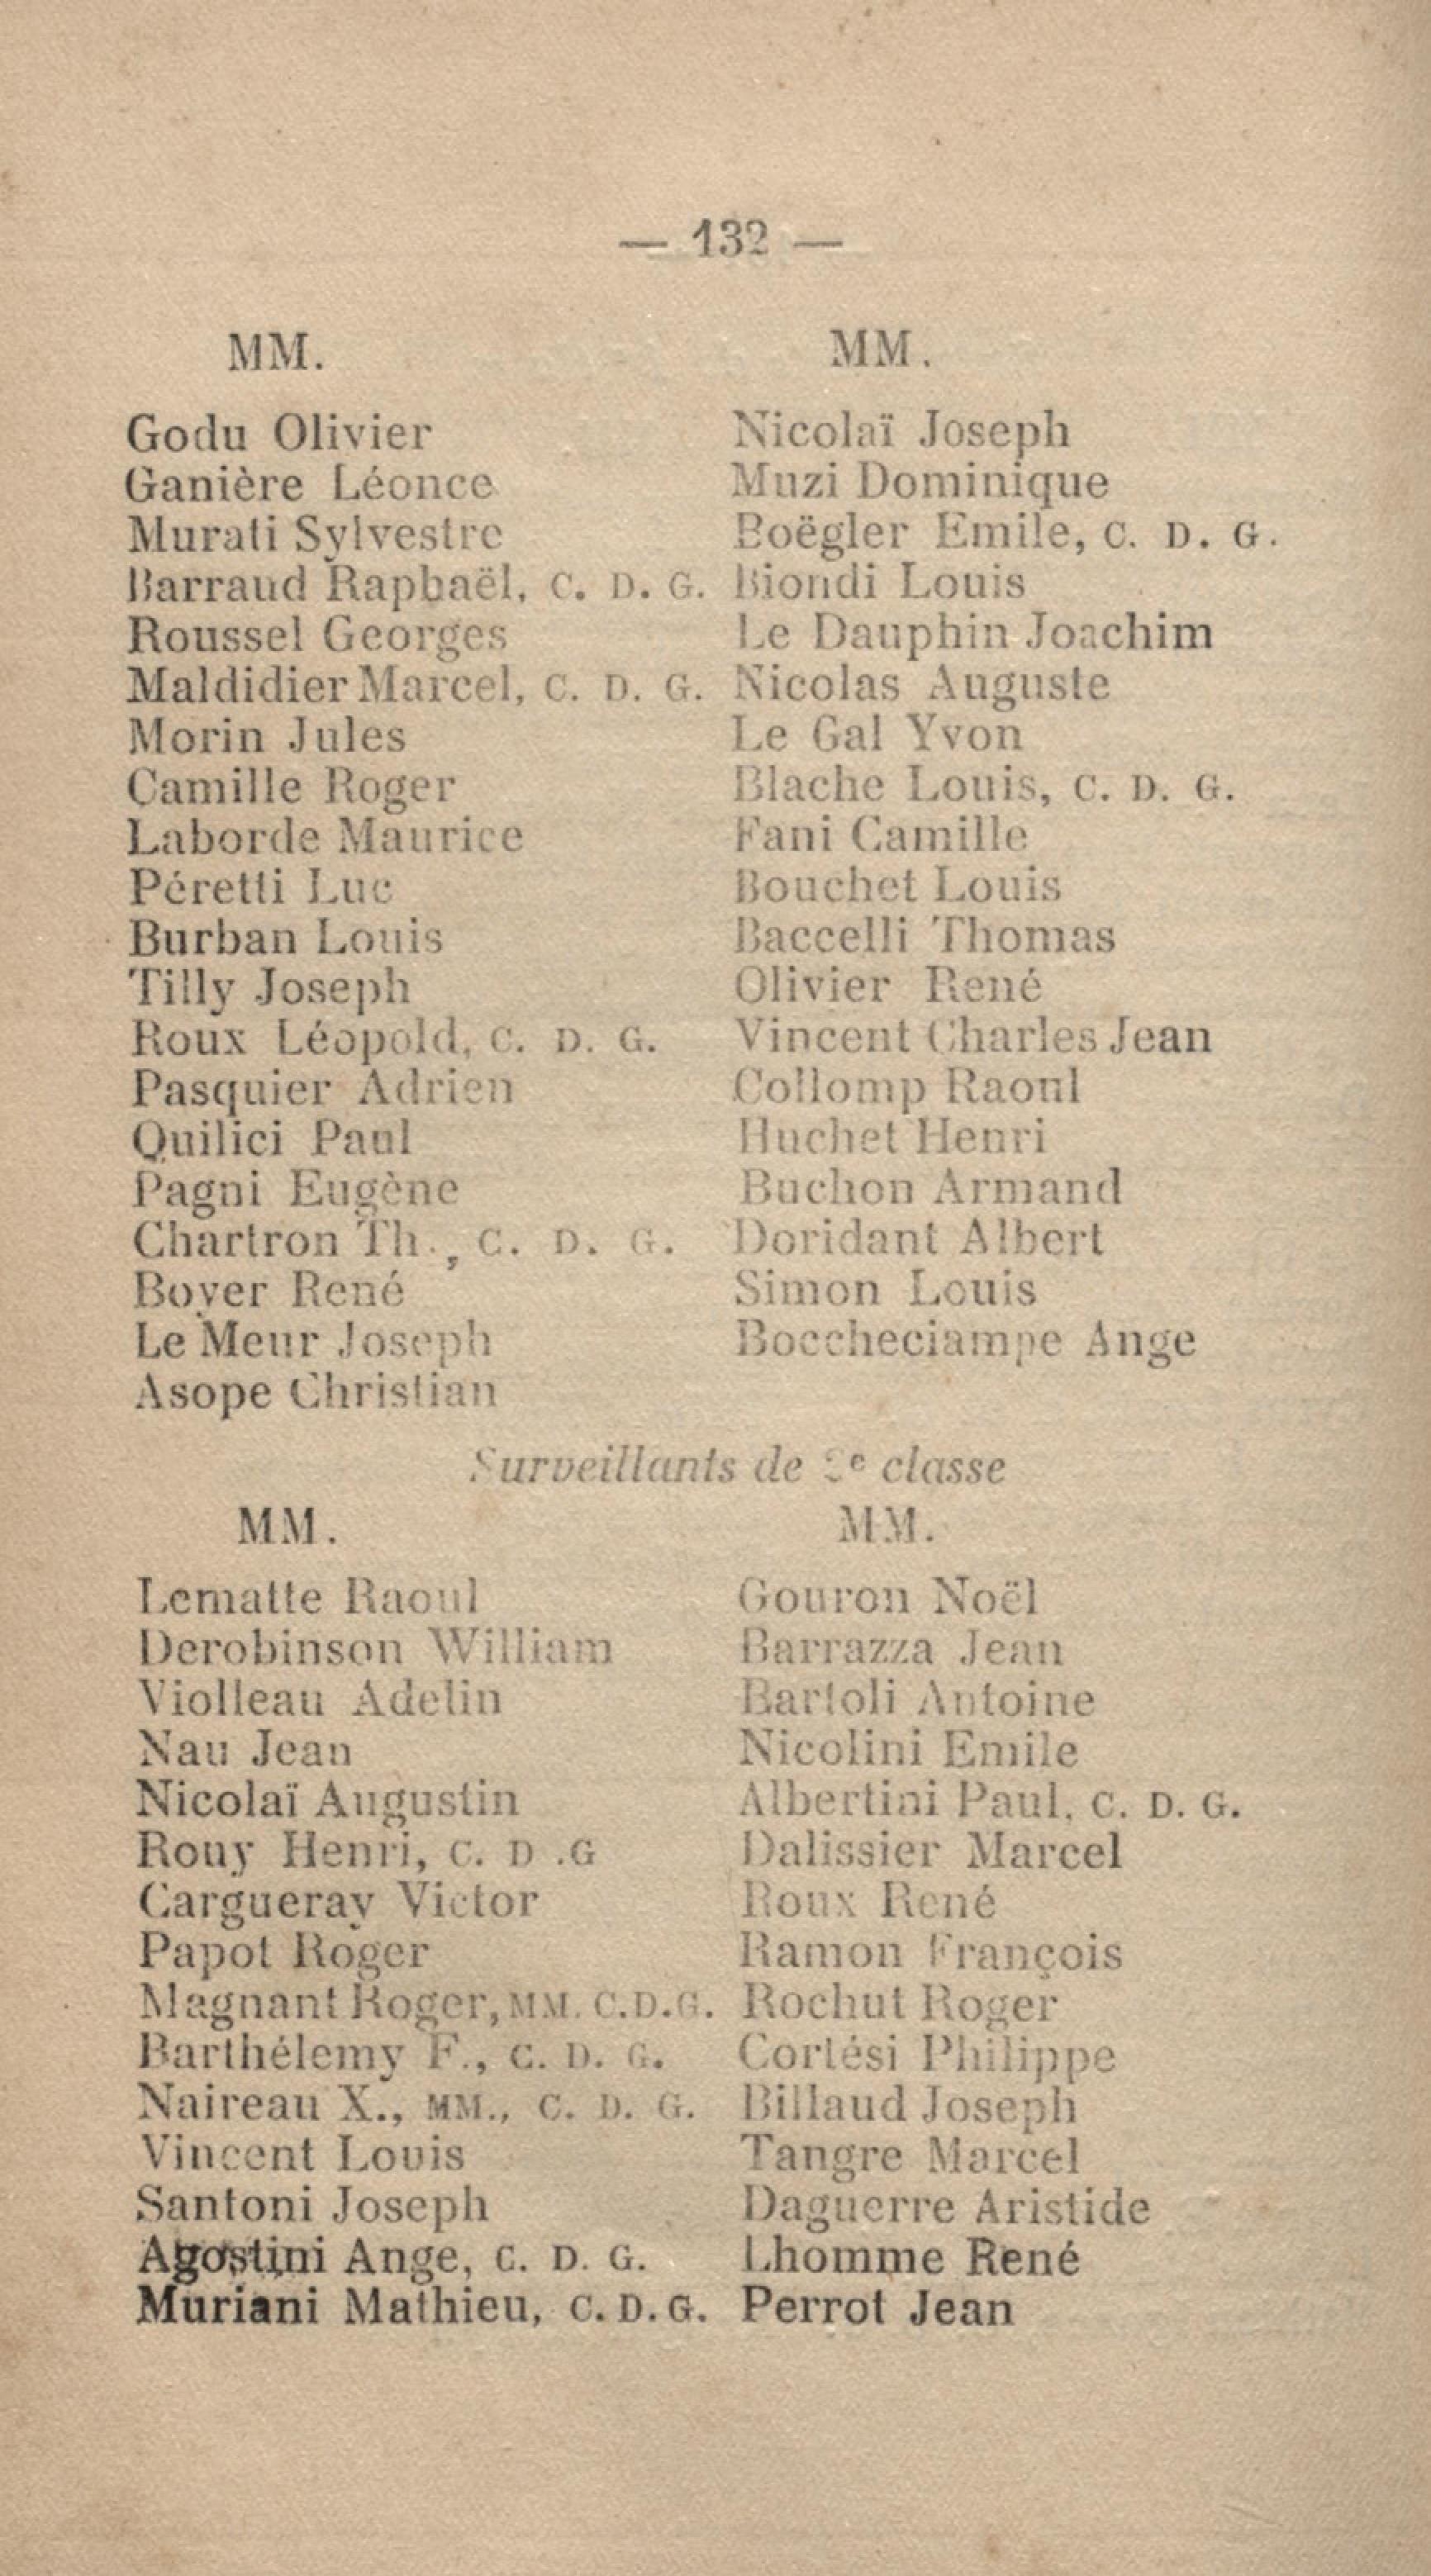 — 132 —
MM.
Godu Olivier
Ganière Léonce
Murati Sylvestre
Barraud Raphaël, C. D. G.
Roussel Georges
Maldidier Marcel, C. D. G.
Morin Jules
Camille Roger
Laborde Maurice
Péretti Luc
Burban Louis
Tilly Joseph
Roux Léopold, C. D. G.
Pasquier Adrien
Quilici Paul
Pagni Eugène
Chartron Th., C. D. G.
Boyer René
Le Meur Joseph
Asope Christian
MM.
Nicolaï Joseph
Muzi Dominique
Boëgler Emile, C. D. G.
Biondi Louis
Le Dauphin Joachim
Nicolas Auguste
Le Gal Yvon
Blache Louis, C. D. G.
Fani Camille
Bouchet Louis
Baccelli Thomas
Olivier René
Vincent Charles Jean
Collomp Raoul
Huchet Henri
Buchon Armand
Doridant Albert
Simon Louis
Boccheciampe Ange
Surveillants de 2e classe
MM.
Lematte Raoul
Derobinson William
Violleau Adelin
Nau Jean
Nicolaï Augustin
Rouy Henri, C. D .G
Cargueray Victor
Papot Roger
Magnant Roger, MM. C.D.G.
Barthélemy F., C. D. G.
Naireau X., MM., C. D. G.
Vincent Louis
Santoni Joseph
Agostini Ange, C. D. G.
Muriani Mathieu, C. D. G.
MM.
Gouron Noël
Barrazza Jean
Bartoli Antoine
Nicolini Emile
Albertini Paul, C. D. G.
Dalissier Marcel
Roux René
Ramon François
Rochut Roger
Cortési Philippe
Billaud Joseph
Tangre Marcel
Daguerre Aristide
Lhomme René
Perrot Jean